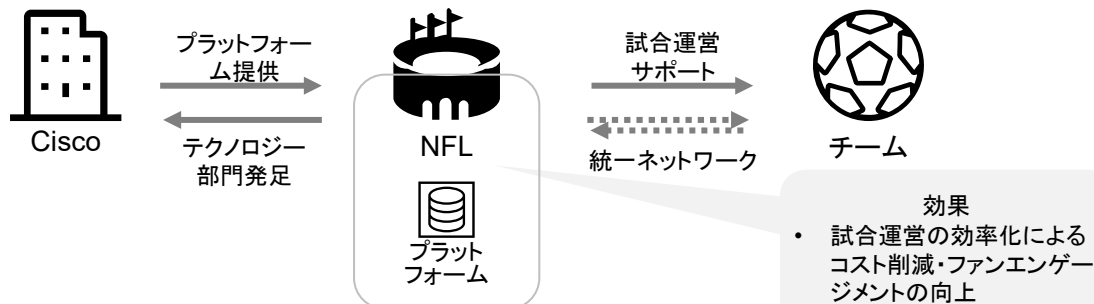 プラットフォー
ム提供
試合運営
サポート
Cisco
テクノロジー
部門発足
NFL
統一ネットワーク
チーム
プラット
フォーム
効果
• 試合運営の効率化による
コスト削減・ファンエンゲー
ジメントの向上